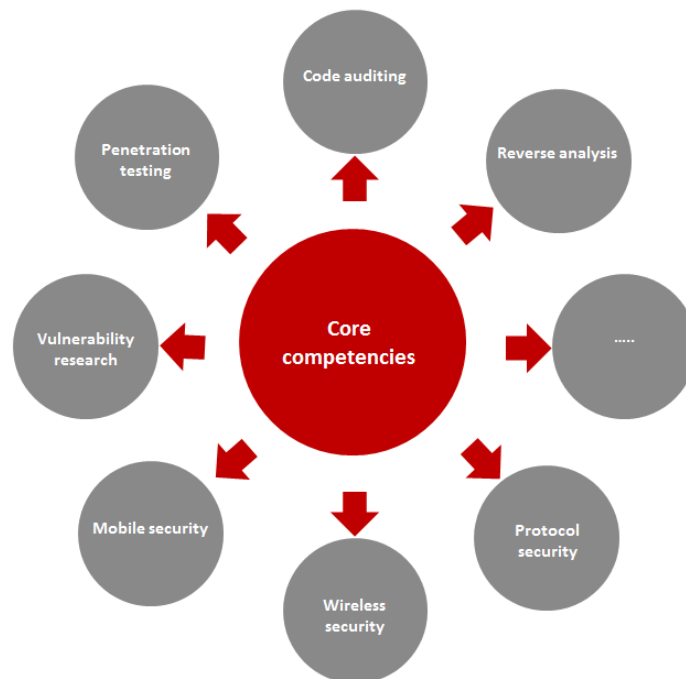 Code auditing
Penetration
testing
Reverse analysis
Core
competencies
Vulnerability
research
.....
Mobile security
Protocol
security
Wireless
security